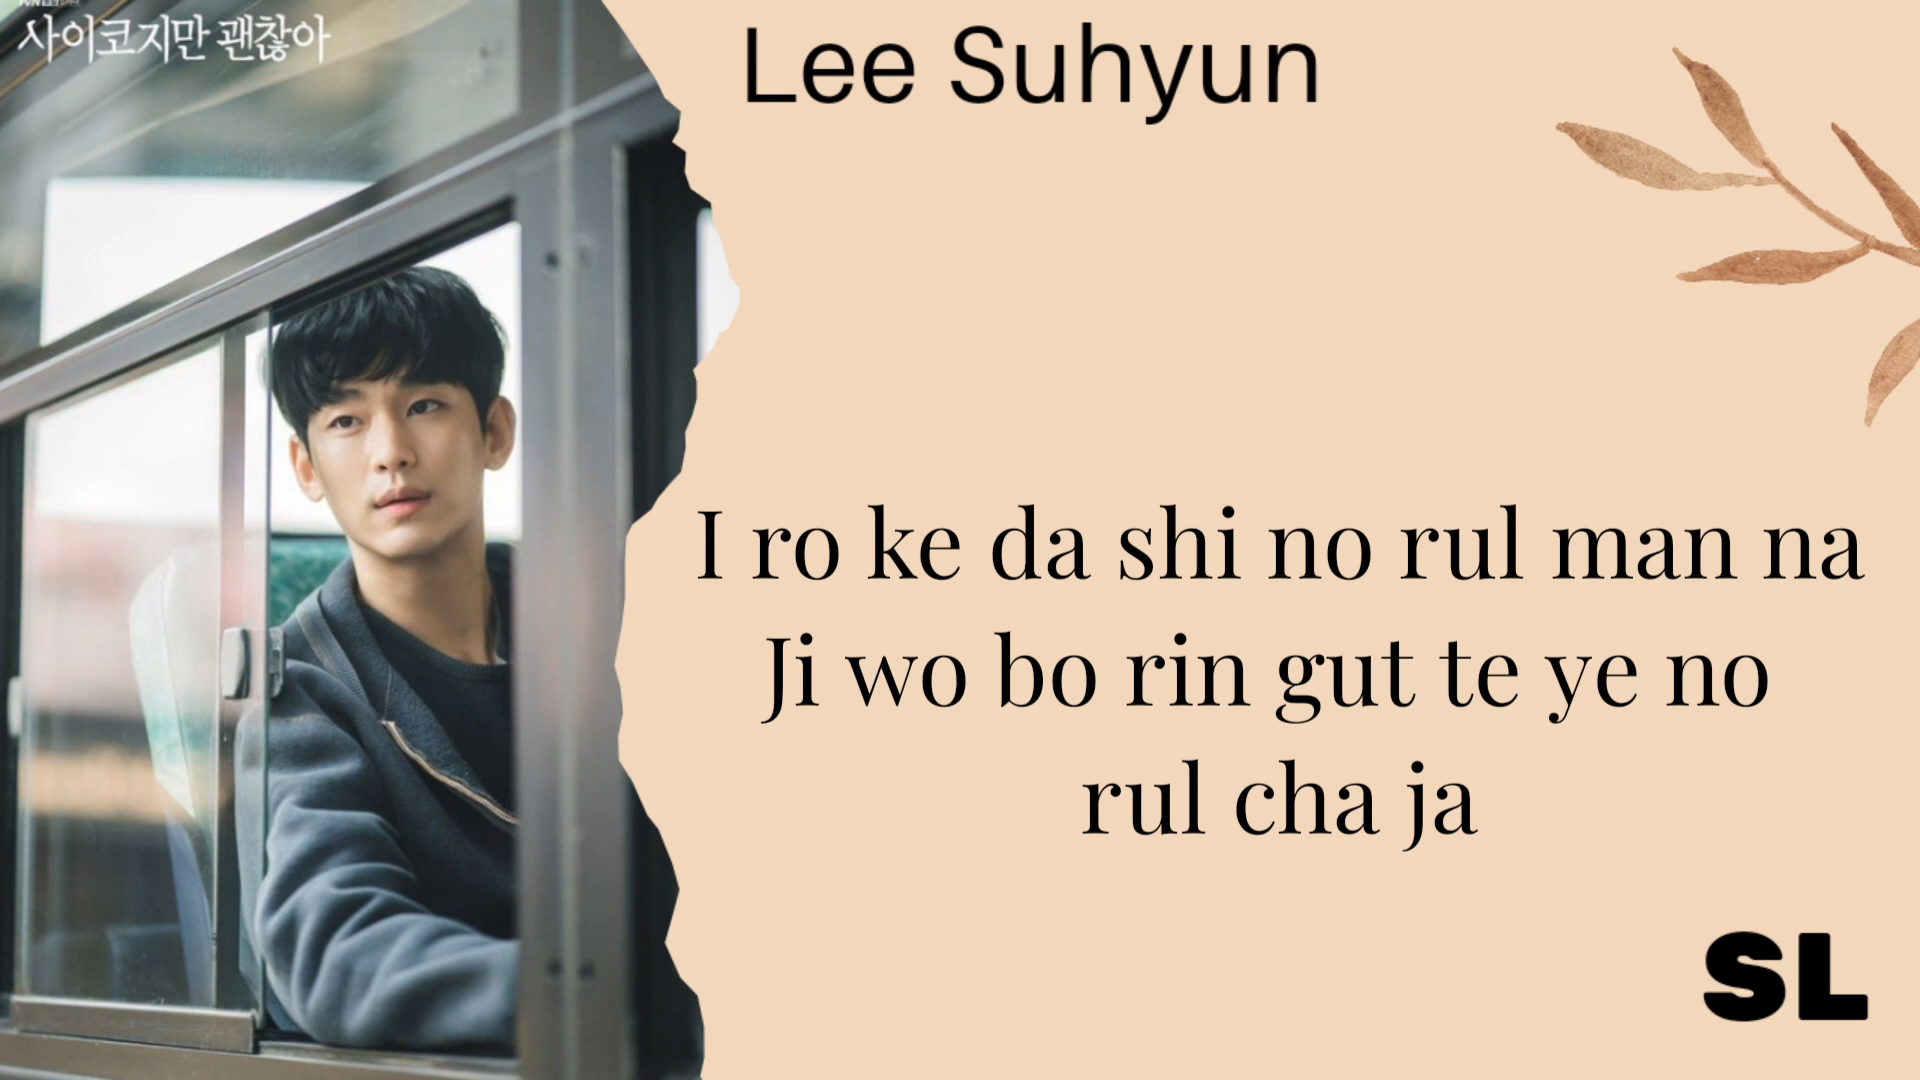 사이코지만 괜찮아
Lee Suhyun
I ro ke da shi no rul man na
Ji wo bo rin gut te ye no
rul cha ja
SL